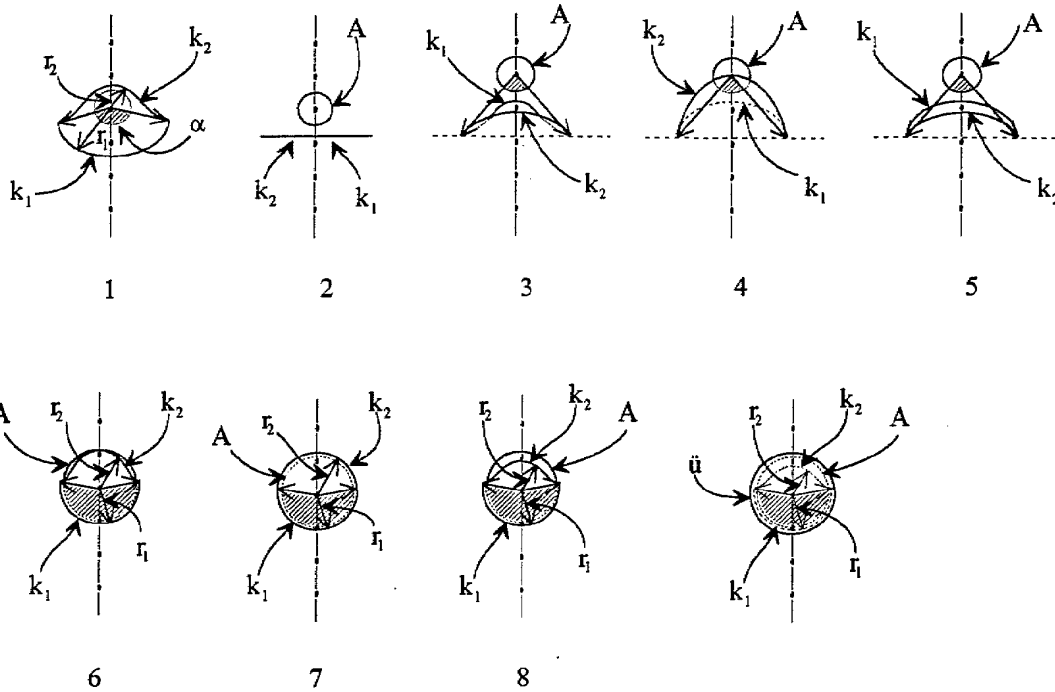 A
k₂
r₂
α
r₁
k₁
1
A
k₂
k₁
2
A
k₁
k₂
3
A
k₂
k₁
4
A
k₁
k₂
5
A
r₂
k₂
k₁
r₁
6
A
r₂
k₂
k₁
r₁
7
r₂
k₂
A
k₁
r₁
8
ü
r₂
k₂
A
k₁
r₁